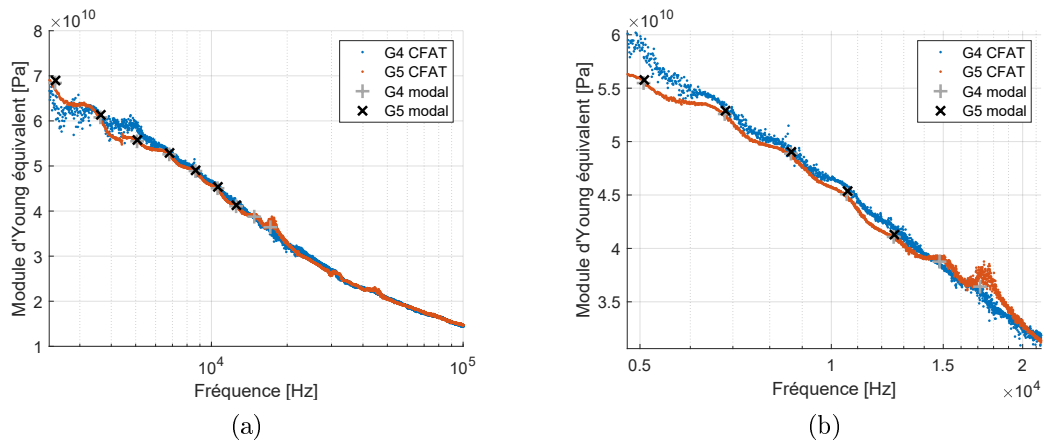 ×10^10
8
7
6
5
4
3
2
1
Module d'Young équivalent [Pa]
10^4
10^5
Fréquence [Hz]
G4 CFAT
G5 CFAT
G4 modal
G5 modal
(a)
×10^10
6
5.5
5
4.5
4
3.5
Module d'Young équivalent [Pa]
0.5
1
1.5
2
×10^4
Fréquence [Hz]
G4 CFAT
G5 CFAT
G4 modal
G5 modal
(b)